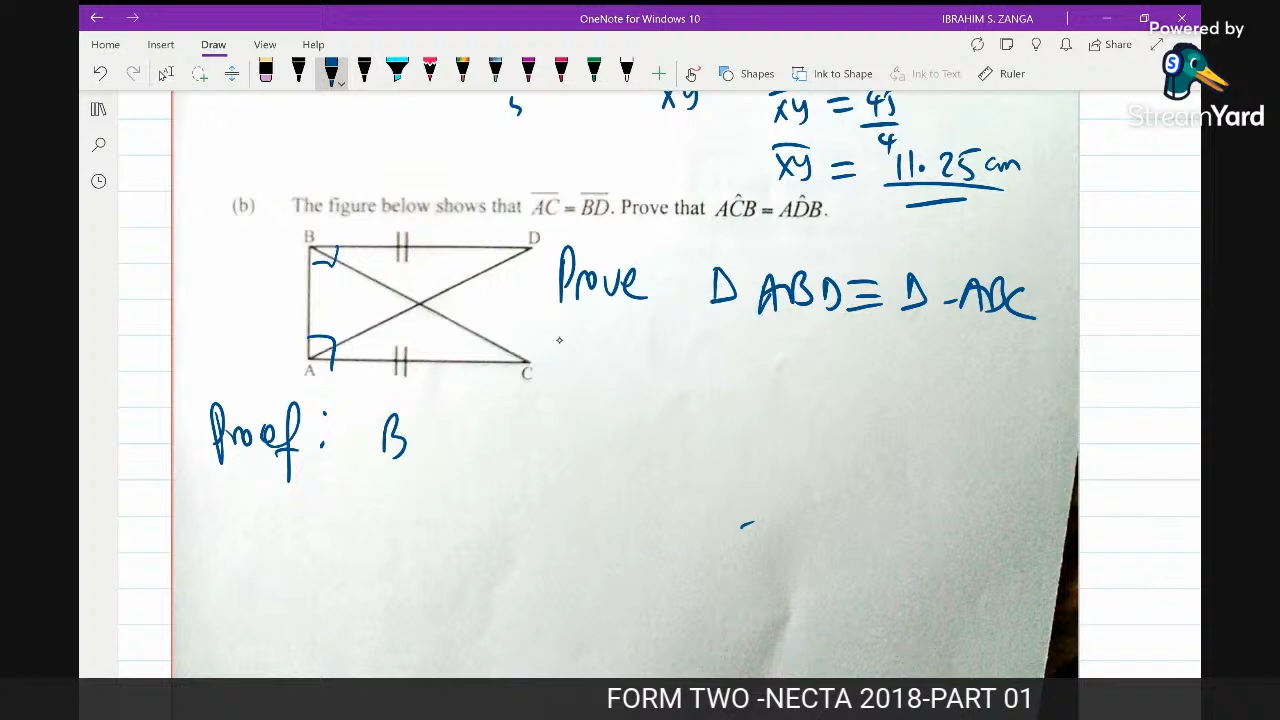 OneNote for Windows 10
IBRAHIM S. ZANGA
Powered by
StreamYard
Home Insert Draw View Help
Share
Shapes Ink to Shape Ink to Text Ruler
xy
xy = 45
4
xy = 11.25 cm
(b) The figure below shows that AC = BD. Prove that AĈB = AD̂B.
B D
A C
Prove Δ ABD ≡ Δ ABC
Proof: B
FORM TWO -NECTA 2018-PART 01